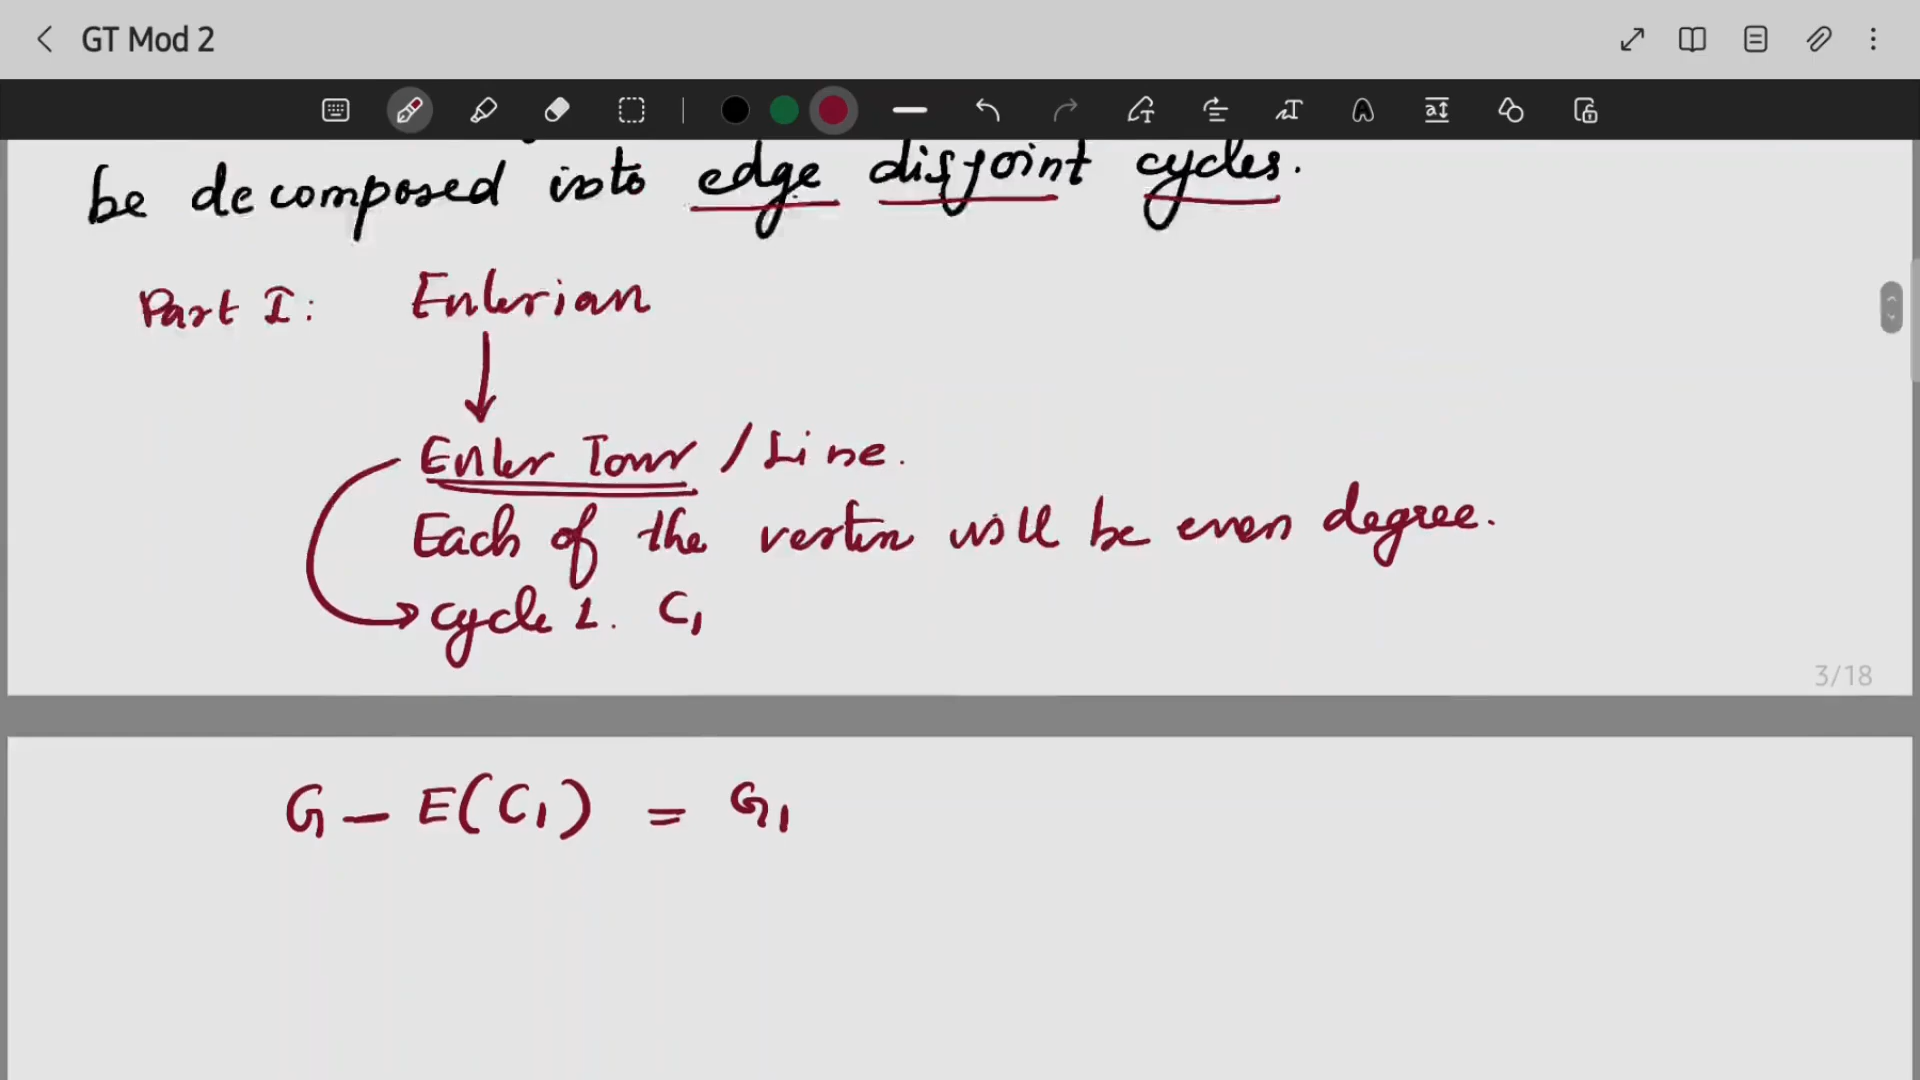 GT Mod 2
be decomposed into edge disjoint cycles.
Part I: Eulerian
Euler Tour / Line.
Each of the vertex will be even degree.
cycle 1. C₁
3/18
G - E(C₁) = G₁